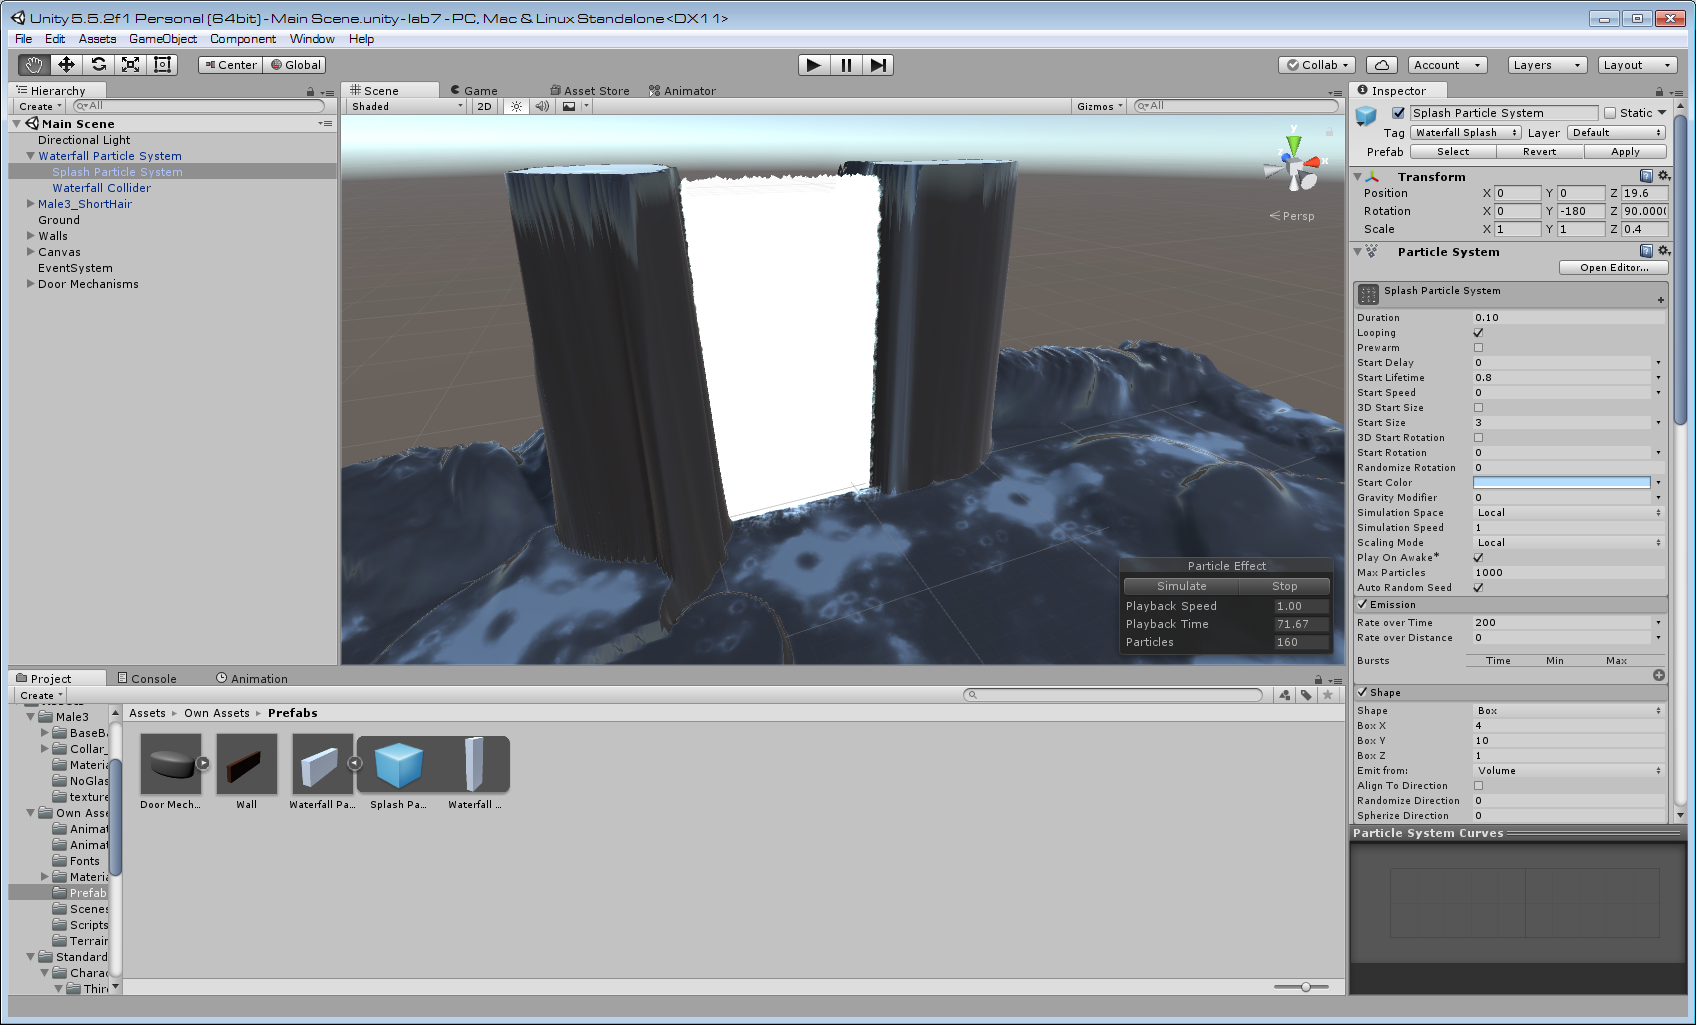 Unity 5.5.2f1 Personal (64bit) - Main Scene.unity - lab7 - PC, Mac & Linux Standalone <DX11>
File Edit Assets GameObject Component Window Help
Center Global Collab Account Layers Layout
Hierarchy
Create All
Main Scene
Directional Light
Waterfall Particle System
Splash Particle System
Waterfall Collider
Male3_ShortHair
Ground
Walls
Canvas
EventSystem
Door Mechanisms
Scene Game Asset Store Animator
Shaded 2D Gizmos All
y
x
z
Persp
Particle Effect
Simulate Stop
Playback Speed 1.00
Playback Time 71.67
Particles 160
Inspector
Splash Particle System Static
Tag Waterfall Splash Layer Default
Prefab Select Revert Apply
Transform
Position X 0 Y 0 Z 19.6
Rotation X 0 Y -180 Z 90.000(
Scale X 1 Y 1 Z 0.4
Particle System
Open Editor...
Splash Particle System
Duration 0.10
Looping
Prewarm
Start Delay 0
Start Lifetime 0.8
Start Speed 0
3D Start Size
Start Size 3
3D Start Rotation
Start Rotation 0
Randomize Rotation 0
Start Color
Gravity Modifier 0
Simulation Space Local
Simulation Speed 1
Scaling Mode Local
Play On Awake*
Max Particles 1000
Auto Random Seed
Emission
Rate over Time 200
Rate over Distance 0
Bursts Time Min Max
Shape
Shape Box
Box X 4
Box Y 10
Box Z 1
Emit from: Volume
Align To Direction
Randomize Direction 0
Spherize Direction 0
Particle System Curves
Project Console Animation
Create
Male3
BaseBa
Collar_
Materia
NoGlas
texture
Own Asse
Animat
Animat
Fonts
Materia
Prefab
Scenes
Scripts
Terrain
Standard
Charac
Thir
Assets Own Assets Prefabs
Door Mech... Wall Waterfall Pa... Splash Pa... Waterfall ...